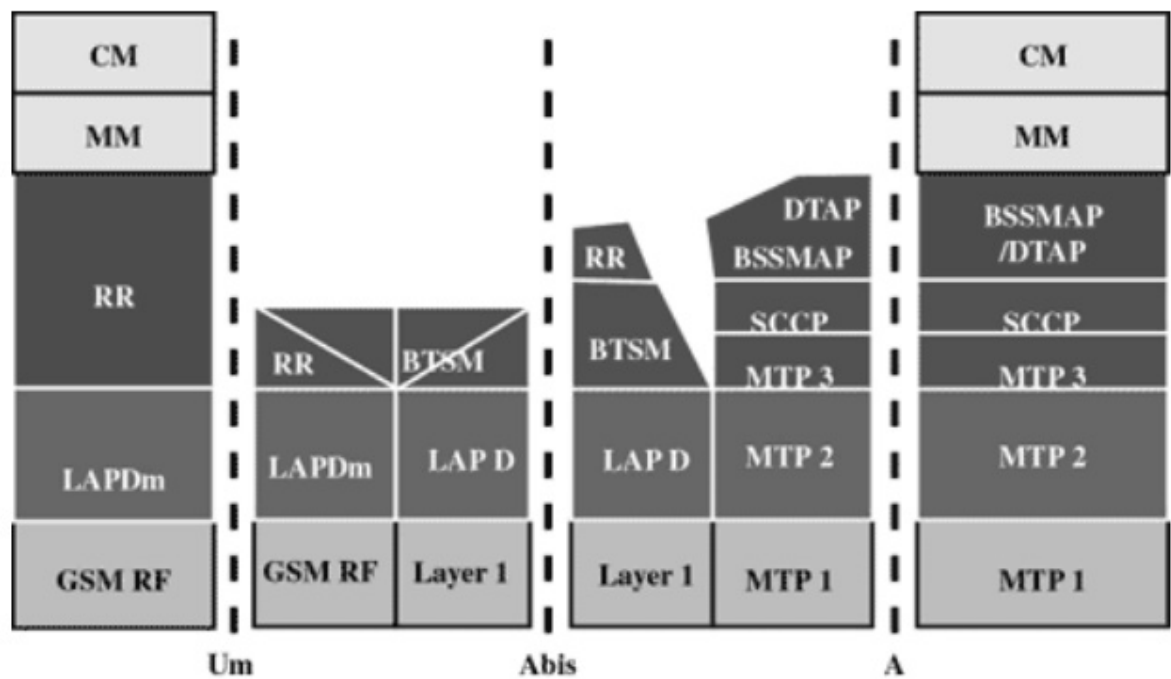 CM
MM
RR
LAPDm
GSM RF
Um
RR
BTSM
LAPDm
LAP D
GSM RF
Layer 1
Abis
RR
BTSM
LAP D
Layer 1
DTAP
BSSMAP
SCCP
MTP 3
MTP 2
MTP 1
A
CM
MM
BSSMAP
/DTAP
SCCP
MTP 3
MTP 2
MTP 1